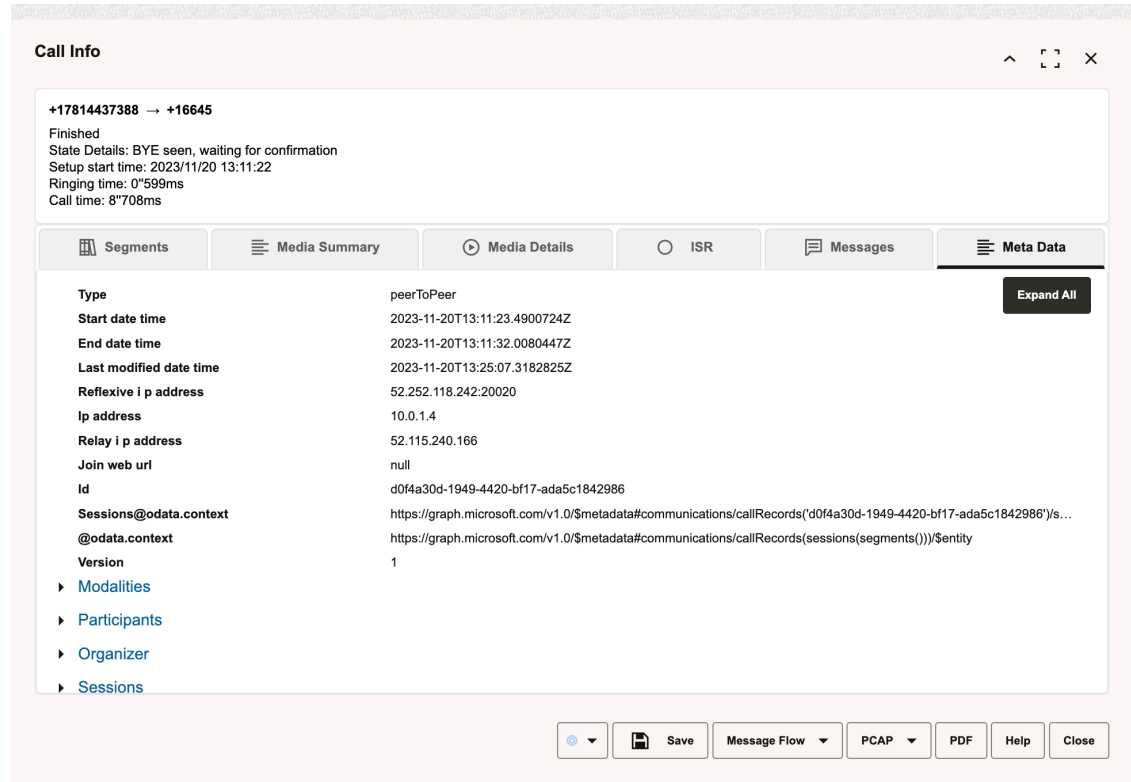 Call Info
+17814437388 → +16645
Finished
State Details: BYE seen, waiting for confirmation
Setup start time: 2023/11/20 13:11:22
Ringing time: 0"599ms
Call time: 8"708ms
Segments Media Summary Media Details ISR Messages Meta Data
Expand All
Type peerToPeer
Start date time 2023-11-20T13:11:23.4900724Z
End date time 2023-11-20T13:11:32.0080447Z
Last modified date time 2023-11-20T13:25:07.3182825Z
Reflexive i p address 52.252.118.242:20020
Ip address 10.0.1.4
Relay i p address 52.115.240.166
Join web url null
Id d0f4a30d-1949-4420-bf17-ada5c1842986
Sessions@odata.context https://graph.microsoft.com/v1.0/$metadata#communications/callRecords('d0f4a30d-1949-4420-bf17-ada5c1842986')/s...
@odata.context https://graph.microsoft.com/v1.0/$metadata#communications/callRecords(sessions(segments()))/$entity
Version 1
Modalities
Participants
Organizer
Sessions
Save Message Flow PCAP PDF Help Close